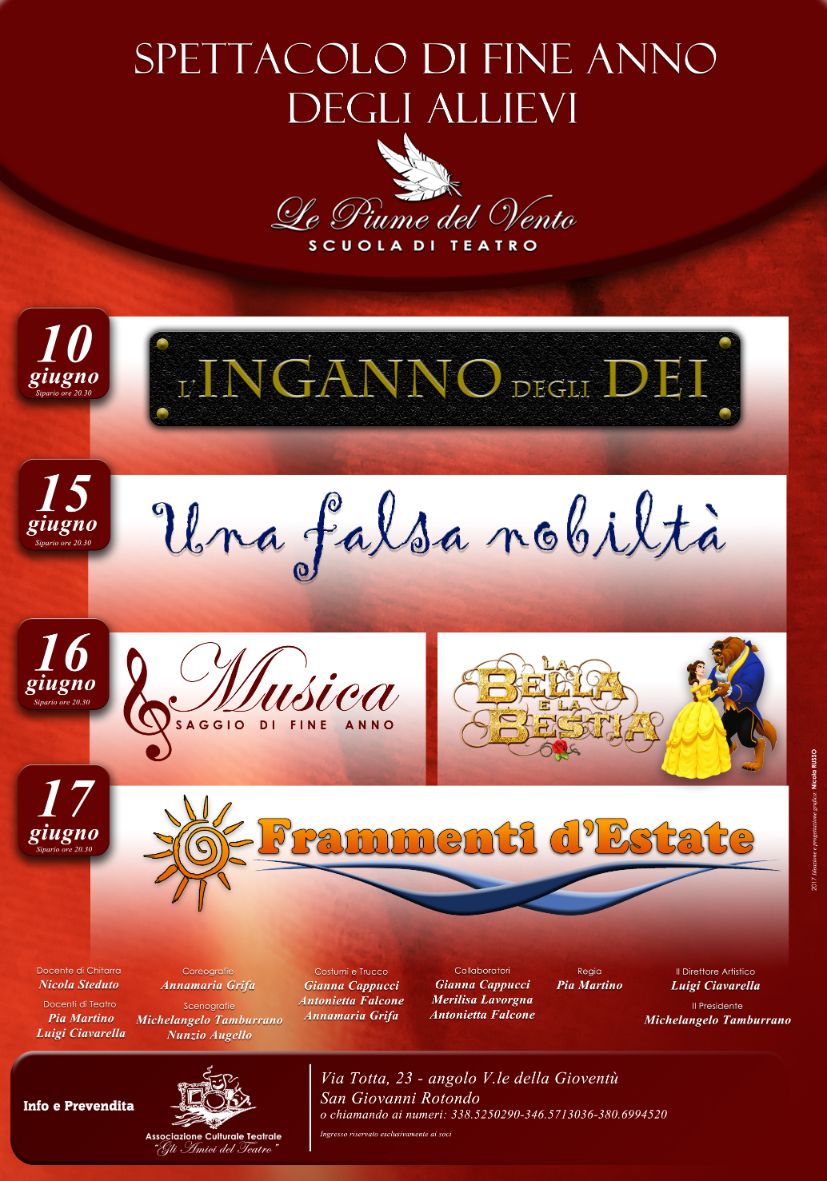 SPETTACOLO DI FINE ANNO
DEGLI ALLIEVI
Le Piume del Vento
SCUOLA DI TEATRO
10
giugno
Sipario ore 20.30
L'INGANNO DEGLI DEI
15
giugno
Sipario ore 20.30
Una falsa nobiltà
16
giugno
Sipario ore 20.30
Musica
SAGGIO DI FINE ANNO
LA
BELLA
E LA
BESTIA
17
giugno
Sipario ore 20.30
Frammenti d'Estate
2017 Ideazione e progettazione grafica Nicola RUSSO
Docente di Chitarra
Nicola Steduto
Docenti di Teatro
Pia Martino
Luigi Ciavarella
Coreografie
Annamaria Grifa
Scenografie
Michelangelo Tamburrano
Nunzio Augello
Costumi e Trucco
Gianna Cappucci
Antonietta Falcone
Annamaria Grifa
Collaboratori
Gianna Cappucci
Merilisa Lavorgna
Antonietta Falcone
Regia
Pia Martino
Il Direttore Artistico
Luigi Ciavarella
Il Presidente
Michelangelo Tamburrano
Info e Prevendita
Associazione Culturale Teatrale
"Gli Amici del Teatro"
Via Totta, 23 - angolo V.le della Gioventù
San Giovanni Rotondo
o chiamando ai numeri: 338.5250290-346.5713036-380.6994520
Ingresso riservato esclusivamente ai soci